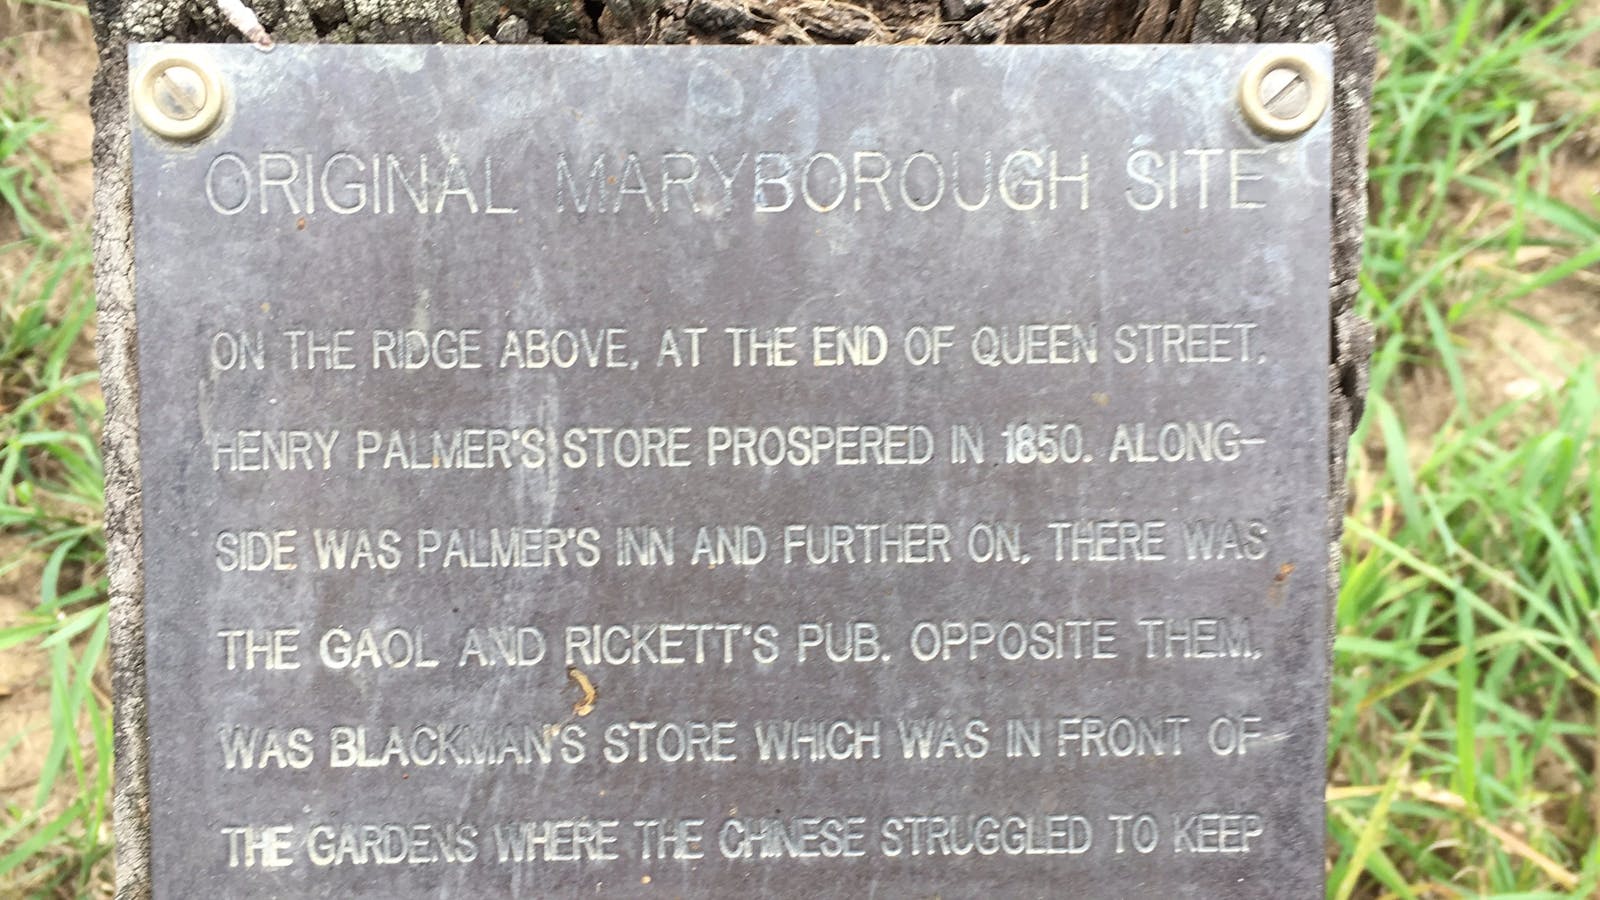 ORIGINAL MARYBOROUGH SITE
ON THE RIDGE ABOVE, AT THE END OF QUEEN STREET,
HENRY PALMER'S STORE PROSPERED IN 1850. ALONG-
SIDE WAS PALMER'S INN AND FURTHER ON, THERE WAS
THE GAOL AND RICKETT'S PUB. OPPOSITE THEM,
WAS BLACKMAN'S STORE WHICH WAS IN FRONT OF
THE GARDENS WHERE THE CHINESE STRUGGLED TO KEEP